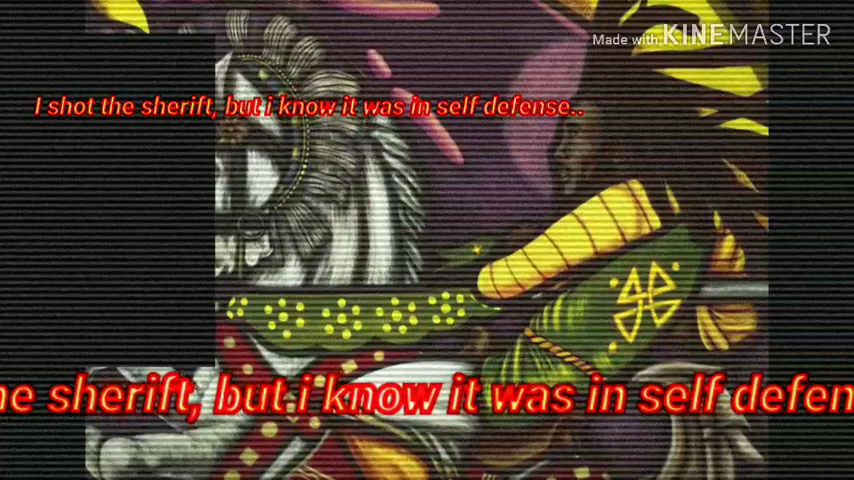 Made with KINEMASTER
I shot the sherift, but i know it was in self defense..
he sherift, but i know it was in self defen